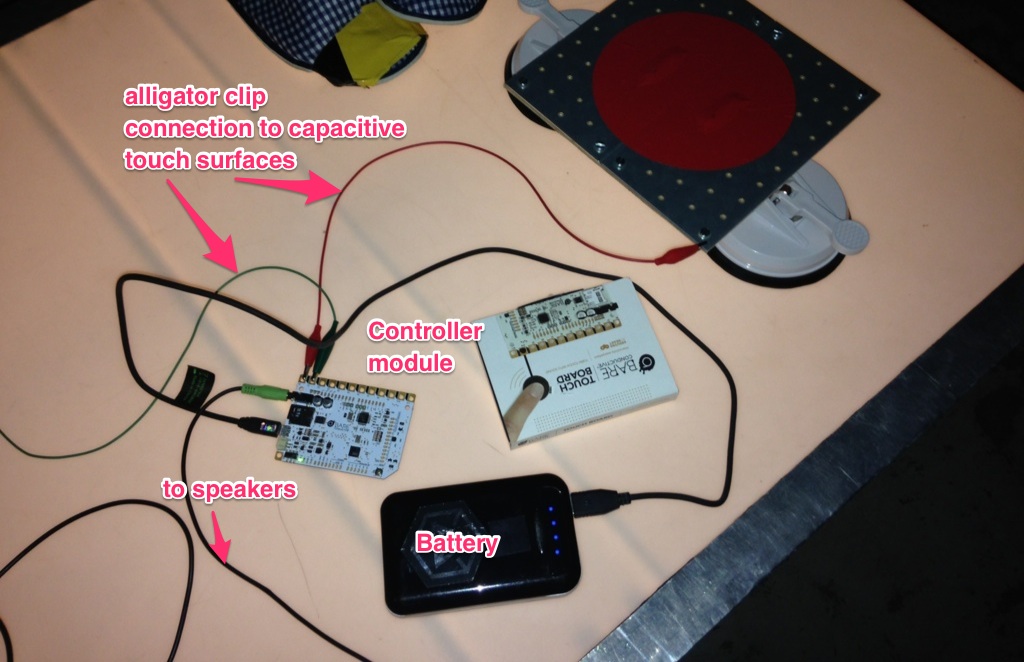 alligator clip
connection to capacitive
touch surfaces
Controller
module
BARE
CONDUCTIVE
TOUCH
BOARD
to speakers
Battery